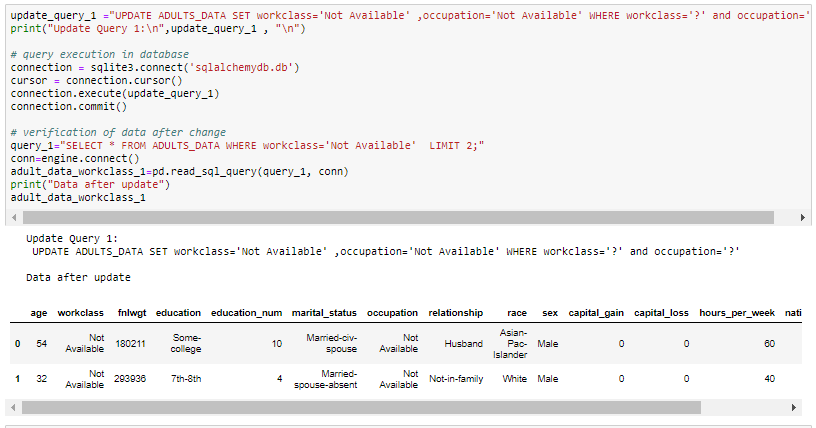 update_query_1 ="UPDATE ADULTS_DATA SET workclass='Not Available' ,occupation='Not Available' WHERE workclass='?' and occupation='
print("Update Query 1:\n",update_query_1 , "\n")
# query execution in database
connection = sqlite3.connect('sqlalchemydb.db')
cursor = connection.cursor()
connection.execute(update_query_1)
connection.commit()
# verification of data after change
query_1="SELECT * FROM ADULTS_DATA WHERE workclass='Not Available'  LIMIT 2;"
conn=engine.connect()
adult_data_workclass_1=pd.read_sql_query(query_1, conn)
print("Data after update")
adult_data_workclass_1
Update Query 1:
UPDATE ADULTS_DATA SET workclass='Not Available' ,occupation='Not Available' WHERE workclass='?' and occupation='?'
Data after update
age workclass fnlwgt education education_num marital_status occupation relationship race sex capital_gain capital_loss hours_per_week nati
0 54 Not Available 180211 Some-college 10 Married-civ-spouse Not Available Husband Asian-Pac-Islander Male 0 0 60
1 32 Not Available 293936 7th-8th 4 Married-spouse-absent Not Available Not-in-family White Male 0 0 40